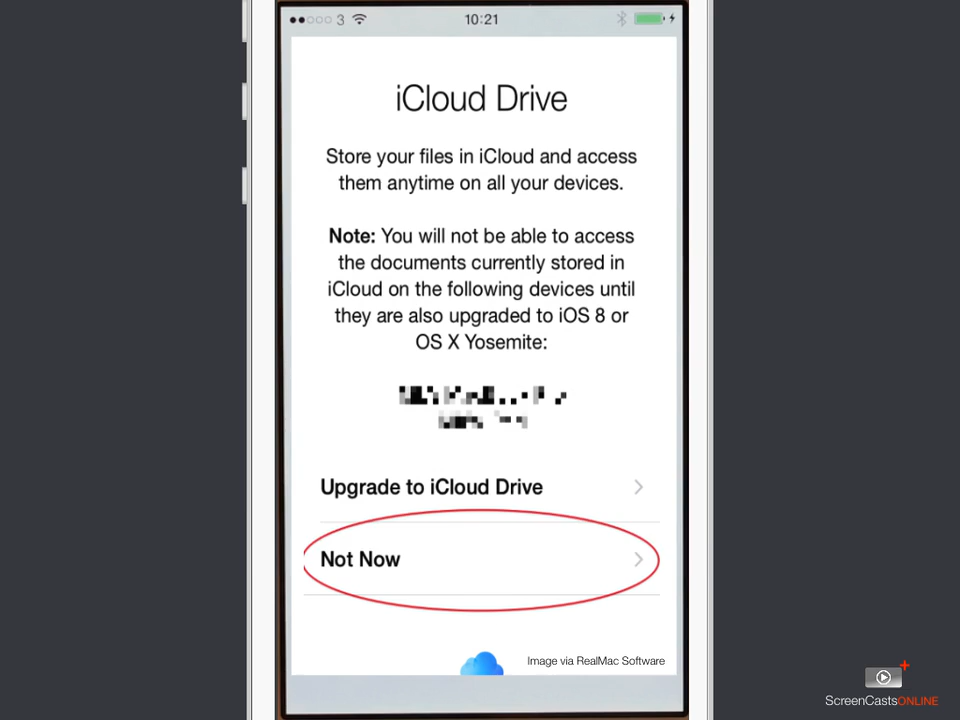 3
10:21
iCloud Drive
Store your files in iCloud and access
them anytime on all your devices.
Note: You will not be able to access
the documents currently stored in
iCloud on the following devices until
they are also upgraded to iOS 8 or
OS X Yosemite:
Upgrade to iCloud Drive
Not Now
Image via RealMac Software
ScreenCastsONLINE